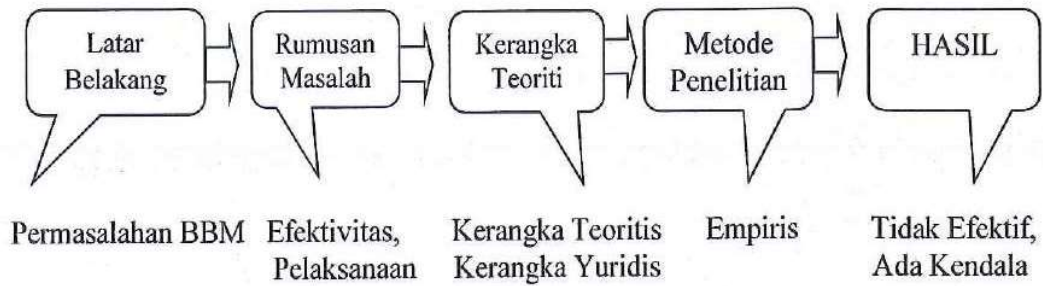 Latar
Belakang
Rumusan
Masalah
Kerangka
Teoriti
Metode
Penelitian
HASIL
Permasalahan BBM
Efektivitas,
Pelaksanaan
Kerangka Teoritis
Kerangka Yuridis
Empiris
Tidak Efektif,
Ada Kendala